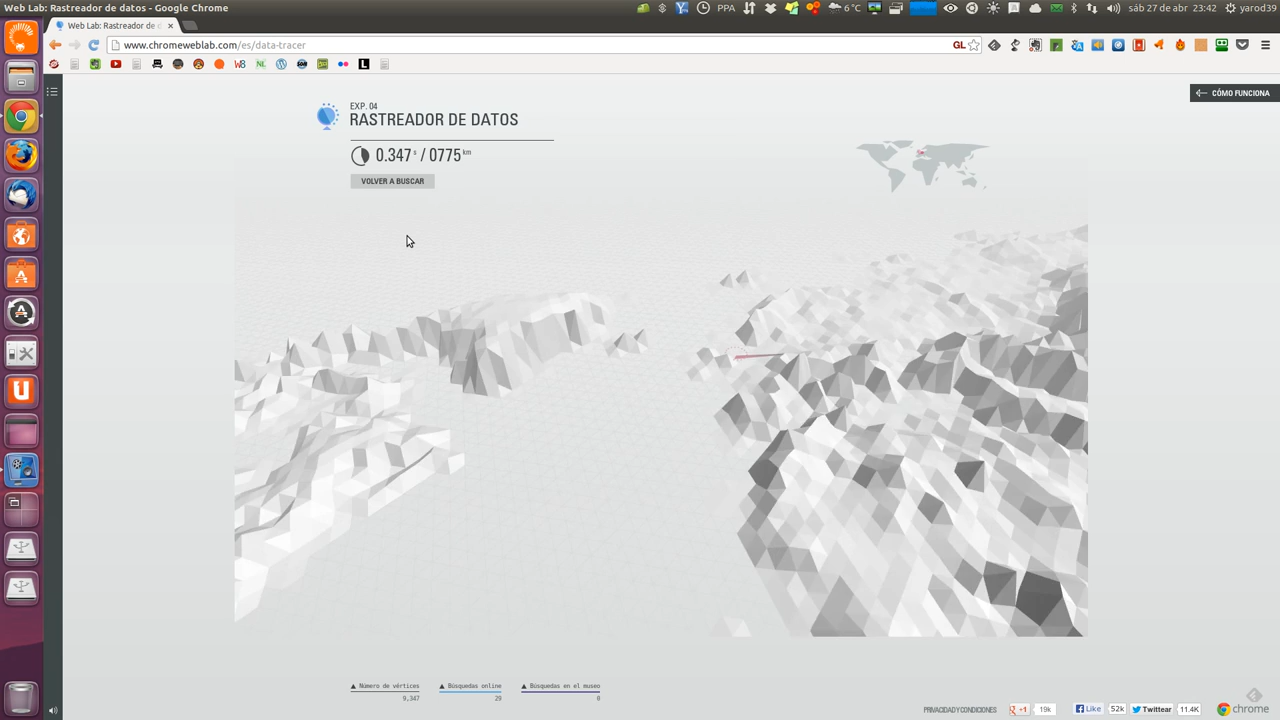 Web Lab: Rastreador de datos - Google Chrome
PPA
6°C
sáb 27 de abr 23:42
yarod39
Web Lab: Rastreador de d
www.chromeweblab.com/es/data-tracer
GL
W8
NL
L
CÓMO FUNCIONA
EXP. 04
RASTREADOR DE DATOS
0.347 s / 0775 km
VOLVER A BUSCAR
Número de vértices
9,347
Búsquedas online
29
Búsquedas en el museo
0
PRIVACIDAD Y CONDICIONES
+1
19k
Like
52k
Twittear
11.4K
chrome